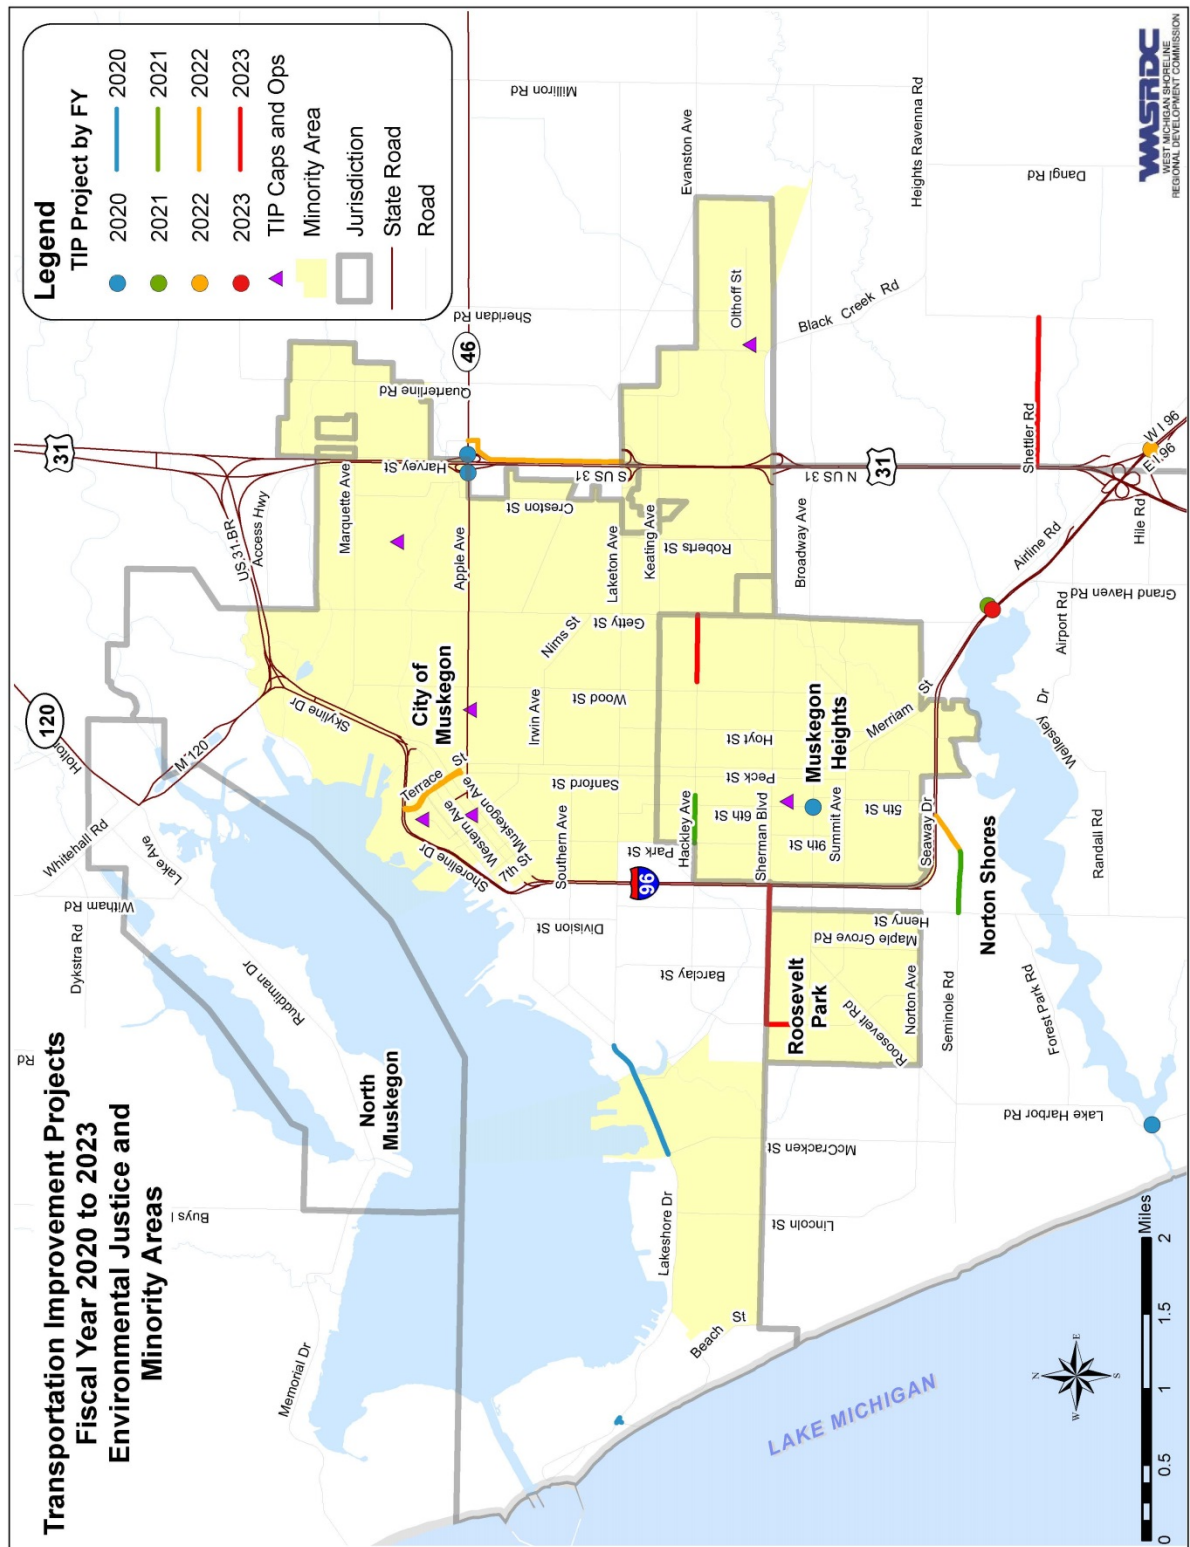 Transportation Improvement Projects
Fiscal Year 2020 to 2023
Environmental Justice and
Minority Areas
Legend
TIP Project by FY
2020
2020
2021
2021
2022
2022
2023
2023
TIP Caps and Ops
Minority Area
Jurisdiction
State Road
Road
Rd
Buys
Memorial Dr
North
Muskegon
Ruddiman Dr
Dykstra Rd
Witham Rd
Whitehall Rd
Lake Ave
Holton
120
M-120
Skyline Dr
US 31 BR
Access Hwy
31
Marquette Ave
Harvey St
Quarterline Rd
46
Sheridan Rd
Milliron Rd
Apple Ave
City of
Muskegon
Terrace St
Western Ave
Muskegon Ave
7th St
Shoreline Dr
Southern Ave
Sanford St
Irwin Ave
Wood St
Nims St
Getty St
Laketon Ave
Creston St
Keating Ave
Roberts St
S US 31
N US 31
31
Evanston Ave
Olthoff St
Black Creek Rd
Broadway Ave
Heights Ravenna Rd
Dangl Rd
Shettler Rd
W I 96
E I 96
Hile Rd
Airline Rd
Grand Haven Rd
Airport Rd
Wellesley Dr
Randall Rd
Merriam St
Hoyt St
Peck St
Muskegon
Heights
Hackley Ave
Park St
6th St
Sherman Blvd
9th St
Summit Ave
5th St
Seaway Dr
96
Division St
Barclay St
Henry St
Maple Grove Rd
Roosevelt
Park
Roosevelt Rd
Norton Ave
Norton Shores
Seminole Rd
Forest Park Rd
Lake Harbor Rd
McCracken St
Lincoln St
Lakeshore Dr
Beach St
LAKE MICHIGAN
N
E
S
W
0
0.5
1
1.5
2
Miles
WMSRDC
WEST MICHIGAN SHORELINE
REGIONAL DEVELOPMENT COMMISSION